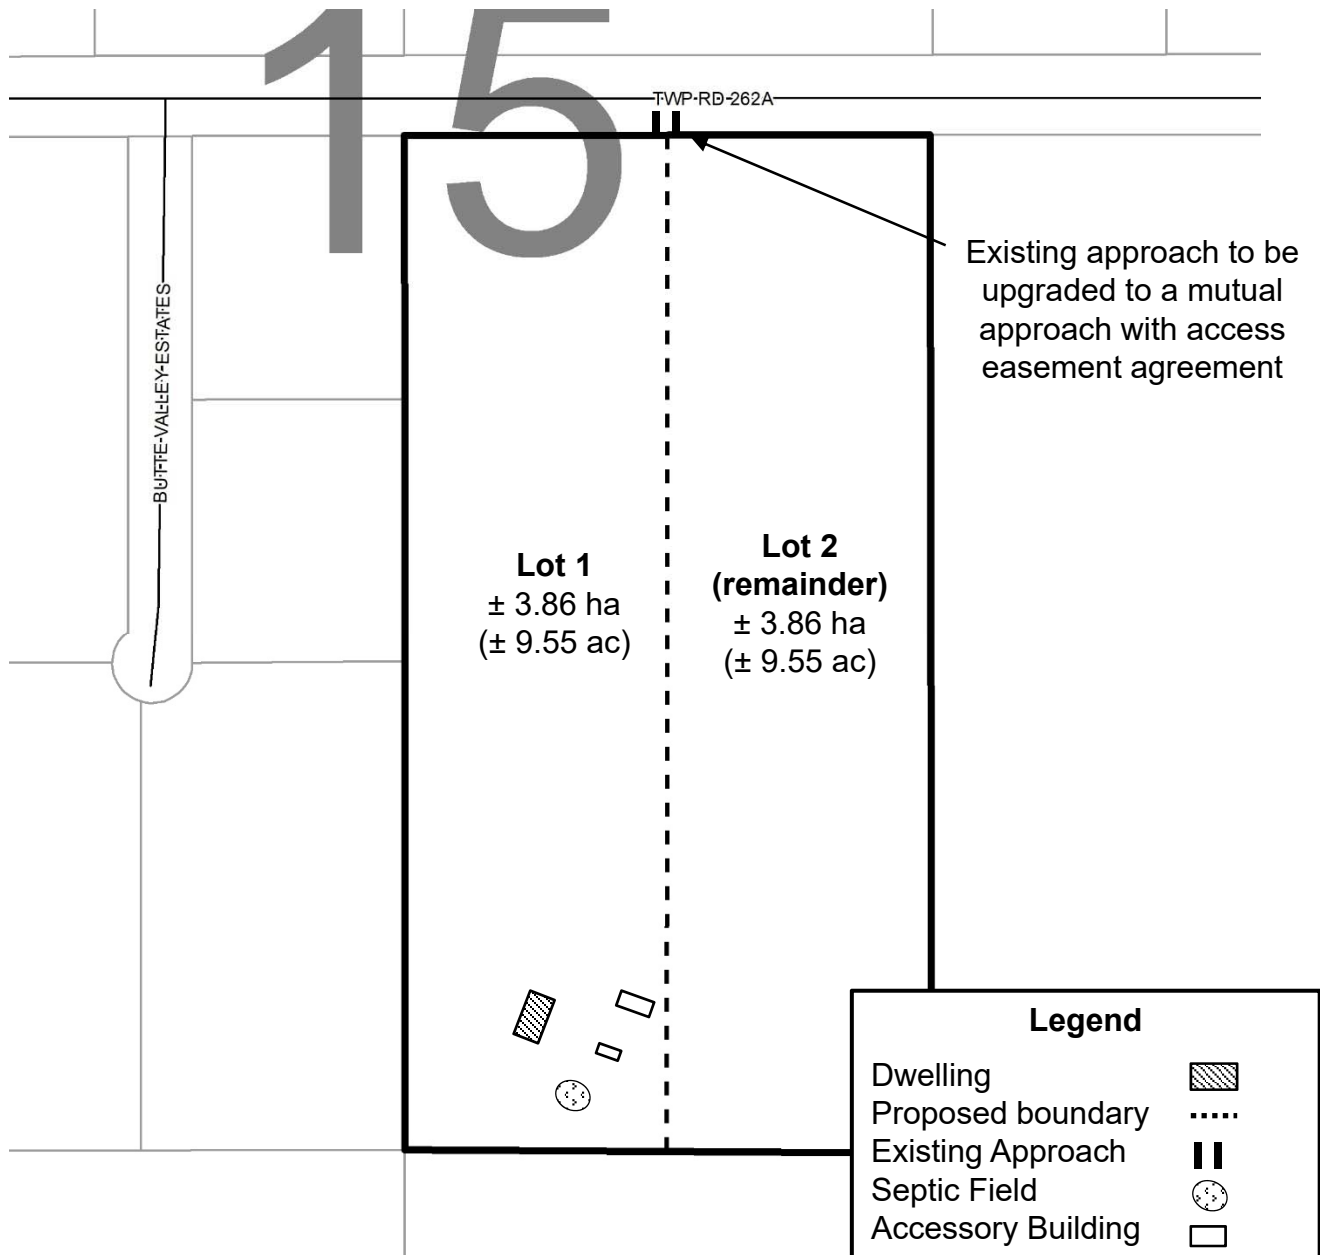 15
TWP-RD-262A
BUTTE-VALLEY-ESTATES
Existing approach to be
upgraded to a mutual
approach with access
easement agreement
Lot 1
± 3.86 ha
(± 9.55 ac)
Lot 2
(remainder)
± 3.86 ha
(± 9.55 ac)
Legend
Dwelling
Proposed boundary
Existing Approach
Septic Field
Accessory Building